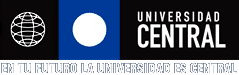 UNIVERSIDAD
CENTRAL
EN TU FUTURO LA UNIVERSIDAD ES CENTRAL